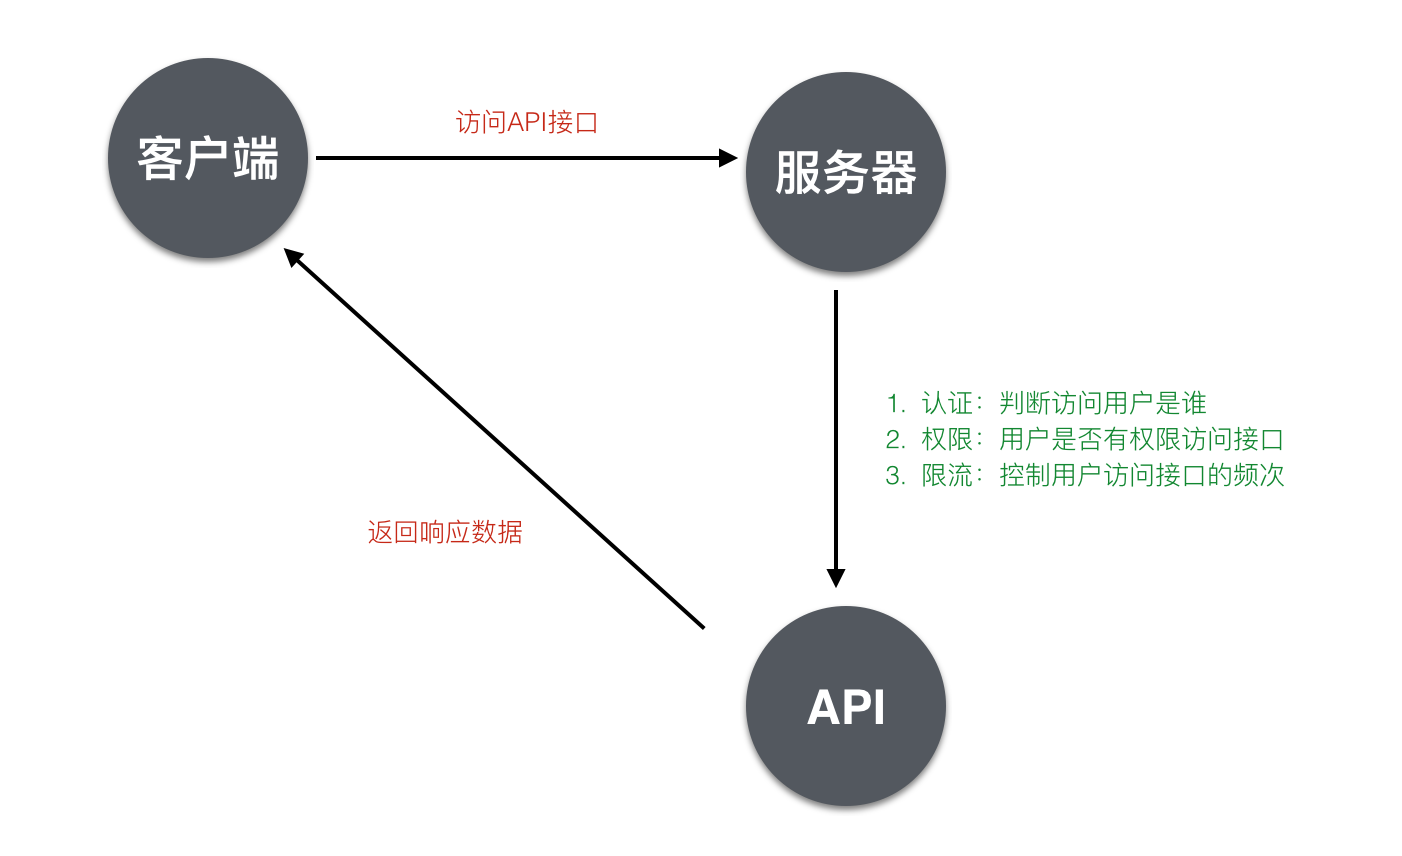 客户端
访问API接口
服务器
1. 认证：判断访问用户是谁
2. 权限：用户是否有权限访问接口
3. 限流：控制用户访问接口的频次
返回响应数据
API